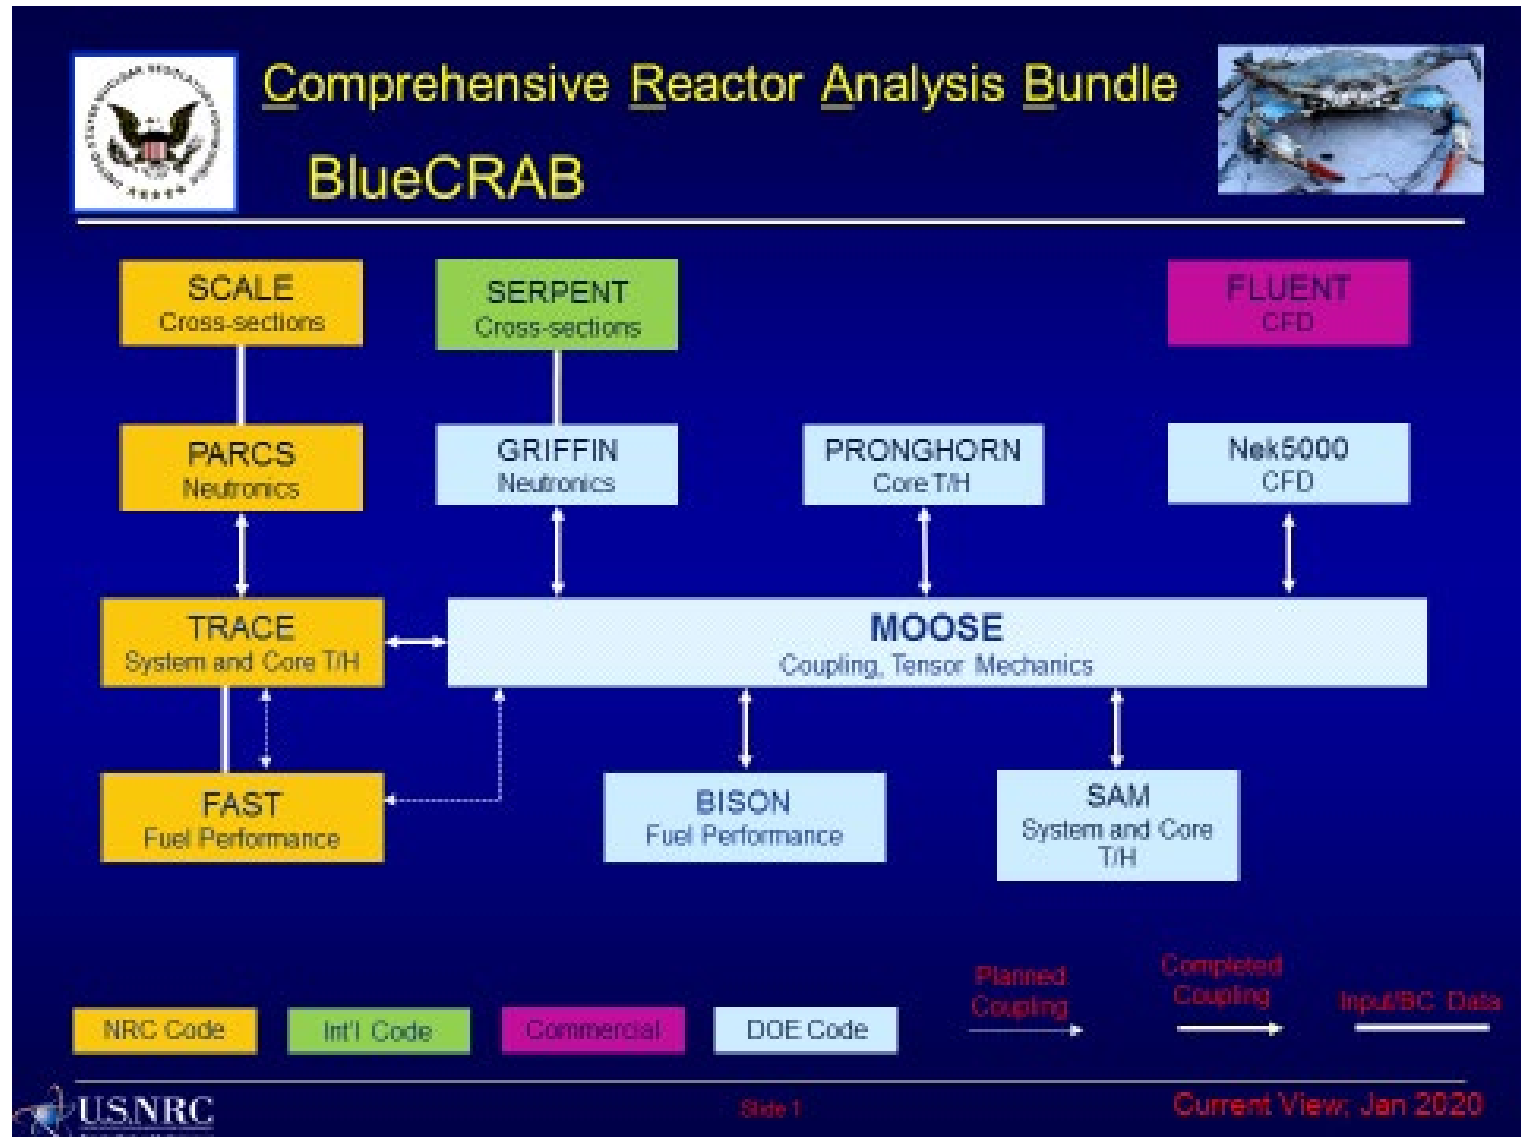 Comprehensive Reactor Analysis Bundle
BlueCRAB
SCALE
Cross-sections
SERPENT
Cross-sections
FLUENT
CFD
PARCS
Neutronics
GRIFFIN
Neutronics
PRONGHORN
Core T/H
Nek5000
CFD
TRACE
System and Core T/H
MOOSE
Coupling, Tensor Mechanics
FAST
Fuel Performance
BISON
Fuel Performance
SAM
System and Core
T/H
NRC Code
Int'l Code
Commercial
DOE Code
Planned
Coupling
Completed
Coupling
Input/BC Data
U.S.NRC
Slide 1
Current View; Jan 2020